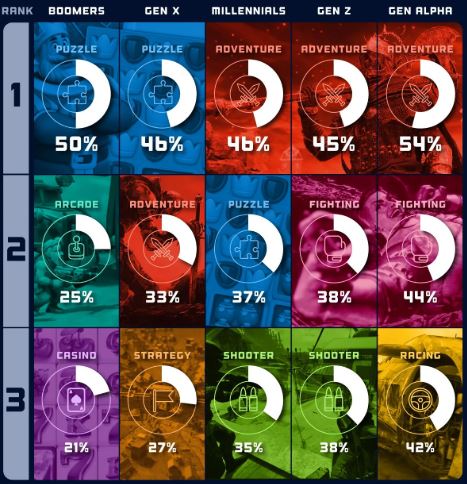 RANK BOOMERS GEN X MILLENNIALS GEN Z GEN ALPHA
1
PUZZLE PUZZLE ADVENTURE ADVENTURE ADVENTURE
50% 46% 46% 45% 54%
2
ARCADE ADVENTURE PUZZLE FIGHTING FIGHTING
25% 33% 37% 38% 44%
3
CASINO STRATEGY SHOOTER SHOOTER RACING
21% 27% 35% 38% 42%